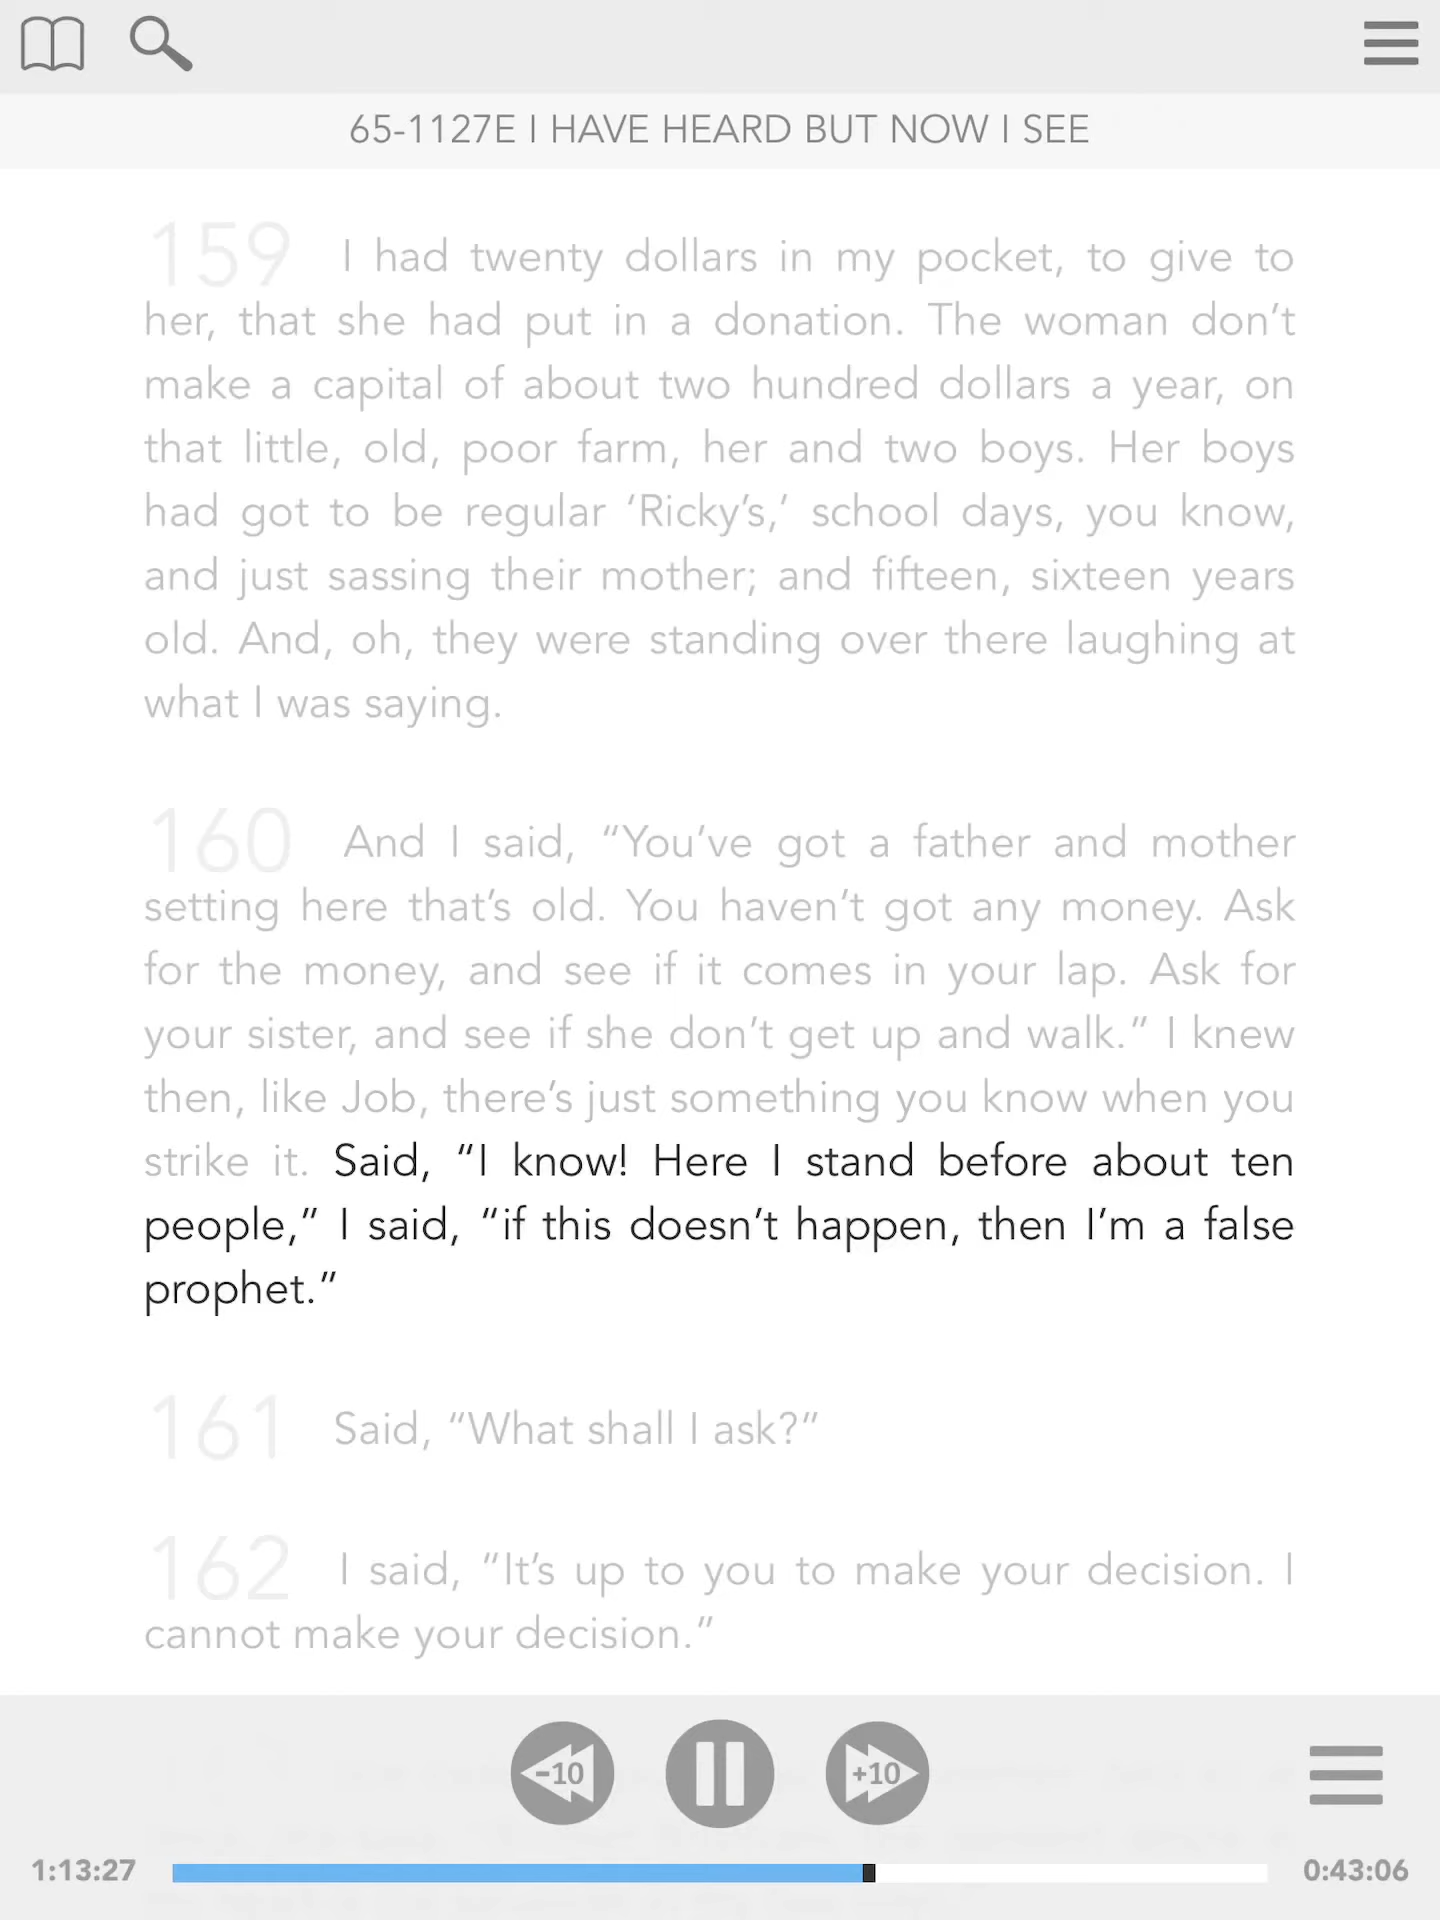 65-1127E I HAVE HEARD BUT NOW I SEE
159 I had twenty dollars in my pocket, to give to
her, that she had put in a donation. The woman don’t
make a capital of about two hundred dollars a year, on
that little, old, poor farm, her and two boys. Her boys
had got to be regular ‘Ricky’s,’ school days, you know,
and just sassing their mother; and fifteen, sixteen years
old. And, oh, they were standing over there laughing at
what I was saying.
160 And I said, “You’ve got a father and mother
setting here that’s old. You haven’t got any money. Ask
for the money, and see if it comes in your lap. Ask for
your sister, and see if she don’t get up and walk.” I knew
then, like Job, there’s just something you know when you
strike it. Said, “I know! Here I stand before about ten
people,” I said, “if this doesn’t happen, then I’m a false
prophet.”
161 Said, “What shall I ask?”
162 I said, “It’s up to you to make your decision. I
cannot make your decision.”
-10 +10
1:13:27 0:43:06